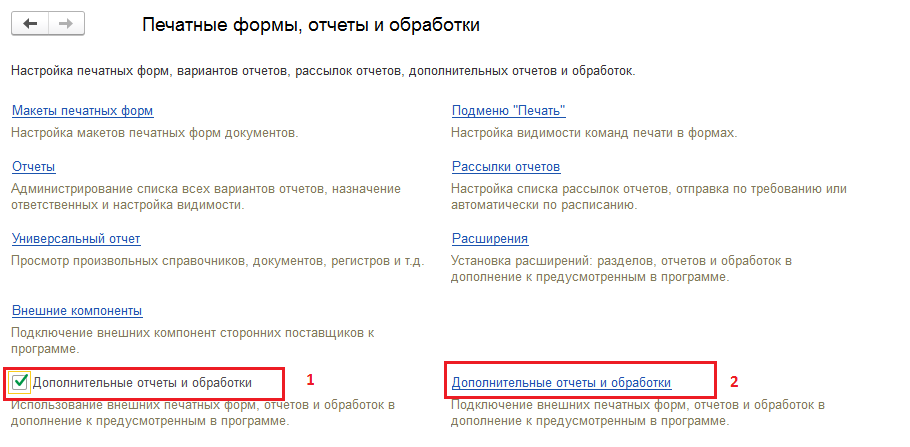 Печатные формы, отчеты и обработки
Настройка печатных форм, вариантов отчетов, рассылок отчетов, дополнительных отчетов и обработок.
Макеты печатных форм
Настройка макетов печатных форм документов.
Подменю "Печать"
Настройка видимости команд печати в формах.
Отчеты
Администрирование списка всех вариантов отчетов, назначение
ответственных и настройка видимости.
Рассылки отчетов
Настройка списка рассылок отчетов, отправка по требованию или
автоматически по расписанию.
Универсальный отчет
Просмотр произвольных справочников, документов, регистров и т.д.
Расширения
Установка расширений: разделов, отчетов и обработок в
дополнение к предусмотренным в программе.
Внешние компоненты
Подключение внешних компонент сторонних поставщиков к
программе.
Дополнительные отчеты и обработки 1
Использование внешних печатных форм, отчетов и обработок в
дополнение к предусмотренным в программе.
Дополнительные отчеты и обработки 2
Подключение внешних печатных форм, отчетов и обработок в
дополнение к предусмотренным в программе.